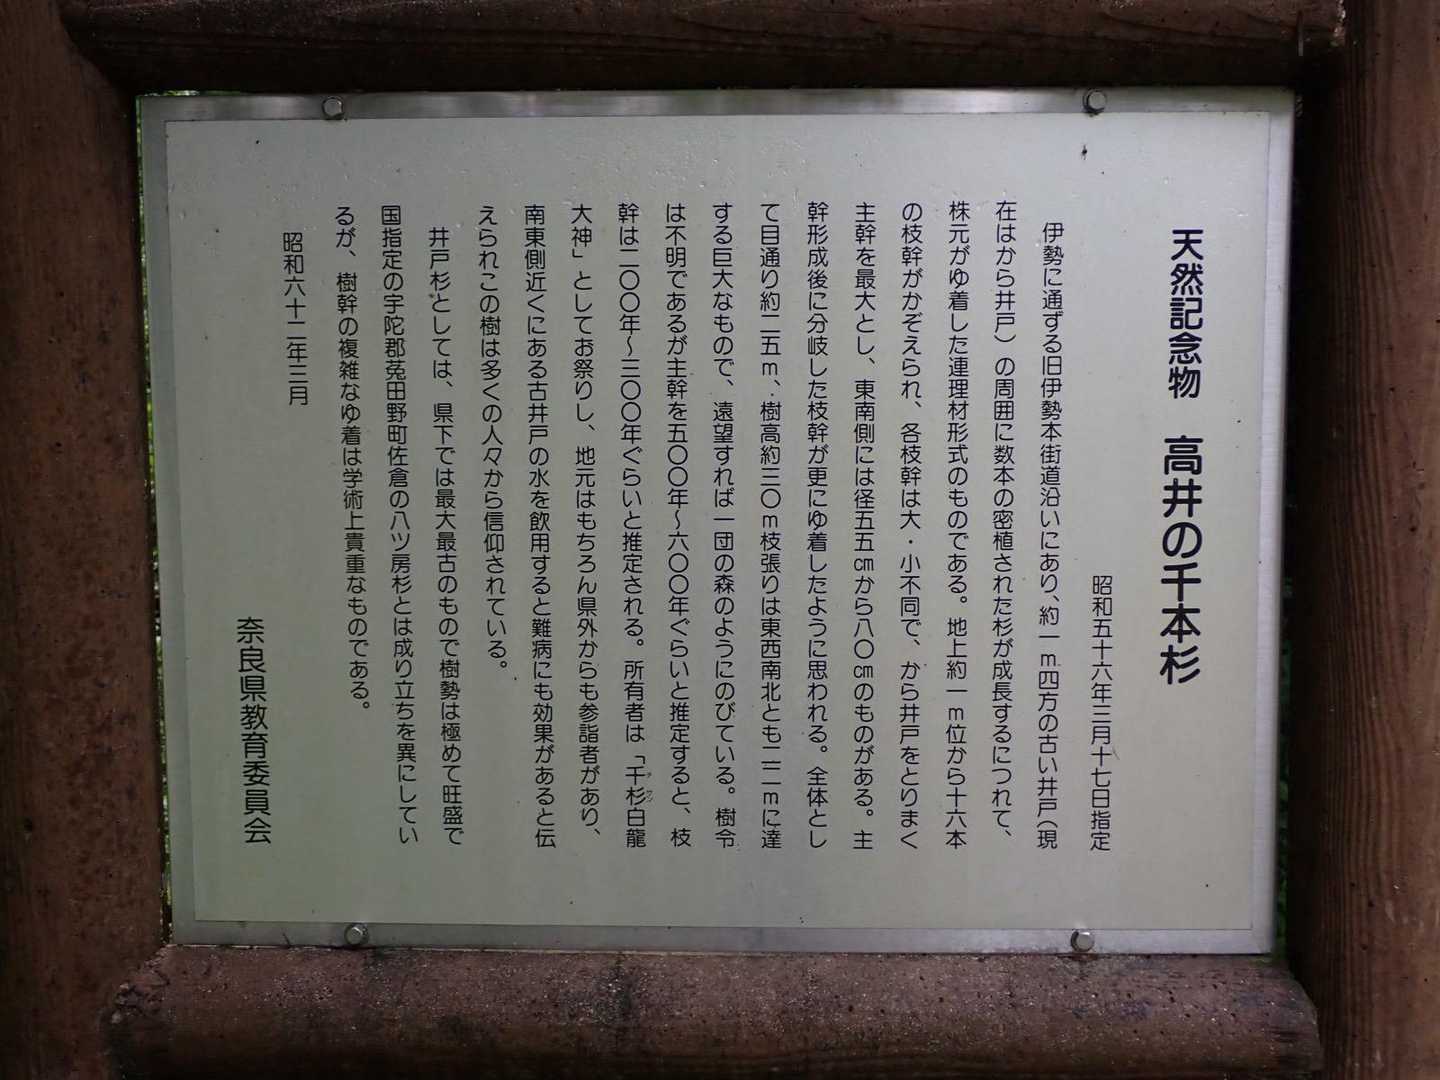 天然記念物　高井の千本杉
昭和五十六年三月十七日指定
伊勢に通ずる旧伊勢本街道沿いにあり、約一ｍ四方の古い井戸（現
在はから井戸）の周囲に数本の密植された杉が成長するにつれて、
株元がゆ着した連理材形式のものである。地上約一ｍ位から十六本
の枝幹がかぞえられ、各枝幹は大・小不同で、から井戸をとりまく
主幹を最大とし、東南側には径五五㎝から八〇㎝のものがある。主
幹形成後に分岐した枝幹が更にゆ着したように思われる。全体とし
て目通り約二五ｍ、樹高約三〇ｍ枝張りは東西南北とも二二ｍに達
する巨大なもので、遠望すれば一団の森のようにのびている。樹令
は不明であるが主幹を五〇〇年～六〇〇年ぐらいと推定すると、枝
幹は二〇〇年～三〇〇年ぐらいと推定される。所有者は「千杉白龍
大神」としてお祭りし、地元はもちろん県外からも参詣者があり、
南東側近くにある古井戸の水を飲用すると難病にも効果があると伝
えられこの樹は多くの人々から信仰されている。
井戸杉としては、県下では最大最古のもので樹勢は極めて旺盛で
国指定の宇陀郡菟田野町佐倉の八ツ房杉とは成り立ちを異にしてい
るが、樹幹の複雑なゆ着は学術上貴重なものである。
昭和六十二年三月
奈良県教育委員会